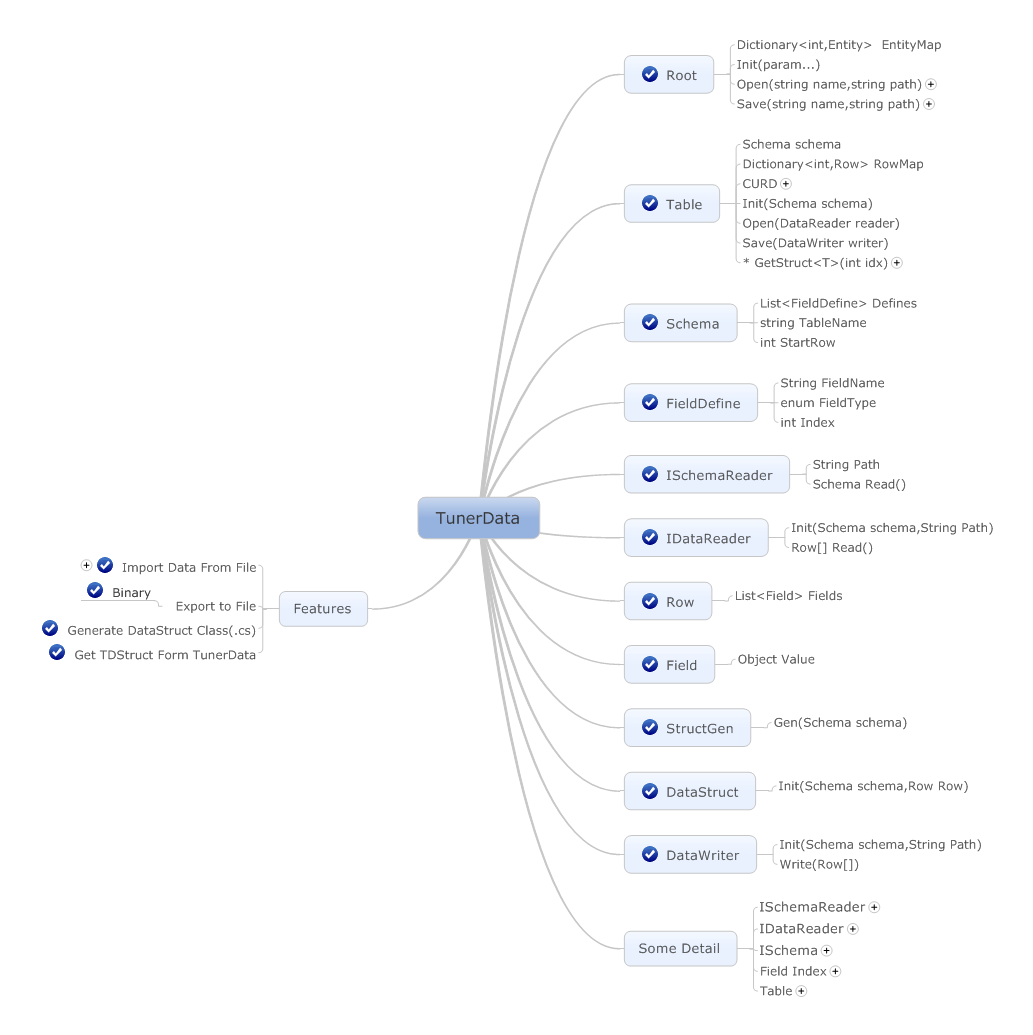 TunerData
Root
Dictionary<int,Entity>  EntityMap
Init(param...)
Open(string name,string path)
Save(string name,string path)
Table
Schema schema
Dictionary<int,Row> RowMap
CURD
Init(Schema schema)
Open(DataReader reader)
Save(DataWriter writer)
* GetStruct<T>(int idx)
Schema
List<FieldDefine> Defines
string TableName
int StartRow
FieldDefine
String FieldName
enum FieldType
int Index
ISchemaReader
String Path
Schema Read()
IDataReader
Init(Schema schema,String Path)
Row[] Read()
Row
List<Field> Fields
Field
Object Value
StructGen
Gen(Schema schema)
DataStruct
Init(Schema schema,Row Row)
DataWriter
Init(Schema schema,String Path)
Write(Row[])
Some Detail
ISchemaReader
IDataReader
ISchema
Field Index
Table
Features
Import Data From File
Binary
Export to File
Generate DataStruct Class(.cs)
Get TDStruct Form TunerData